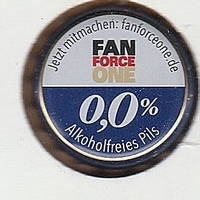 Jetzt mitmachen: fanforceone.de
FAN
FORCE
ONE
0,0%
Alkoholfreies Pils